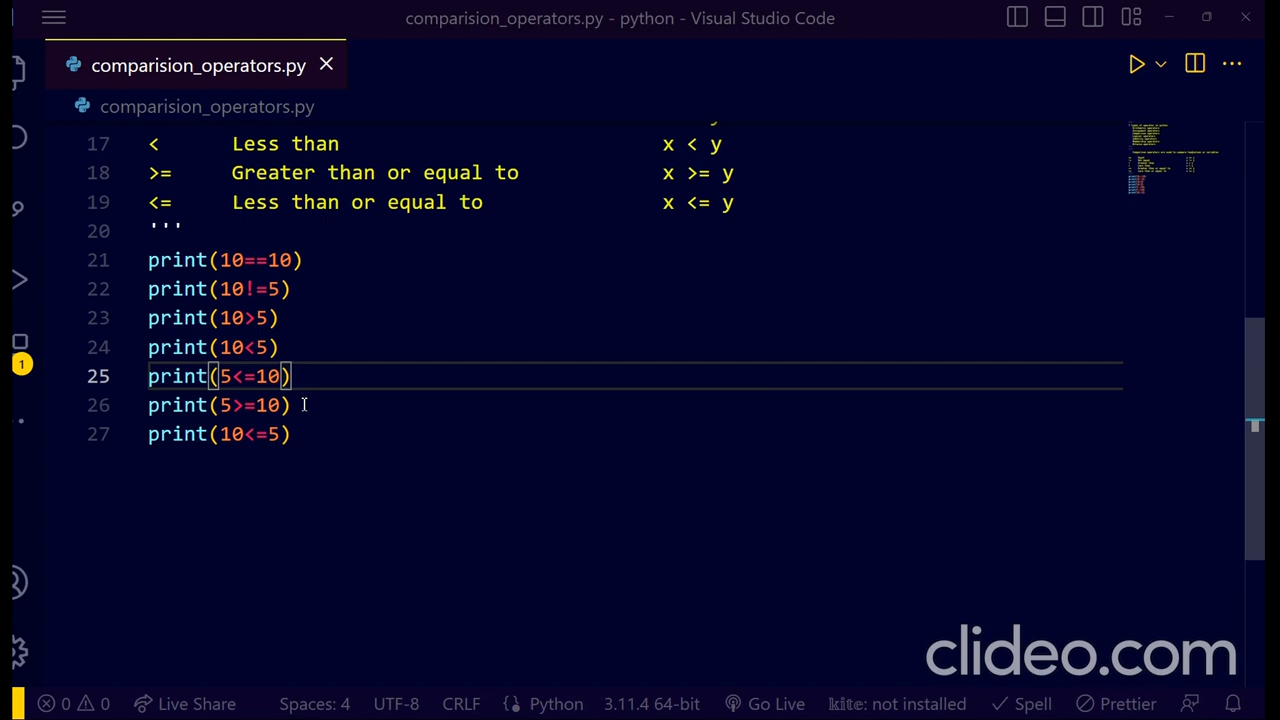 comparision_operators.py - python - Visual Studio Code
comparision_operators.py
comparision_operators.py
17 < Less than x < y
18 >= Greater than or equal to x >= y
19 <= Less than or equal to x <= y
20 '''
21 print(10==10)
22 print(10!=5)
23 print(10>5)
24 print(10<5)
25 print(5<=10)
26 print(5>=10)
27 print(10<=5)
1
clideo.com
0 0 Live Share Spaces: 4 UTF-8 CRLF Python 3.11.4 64-bit Go Live kite: not installed Spell Prettier